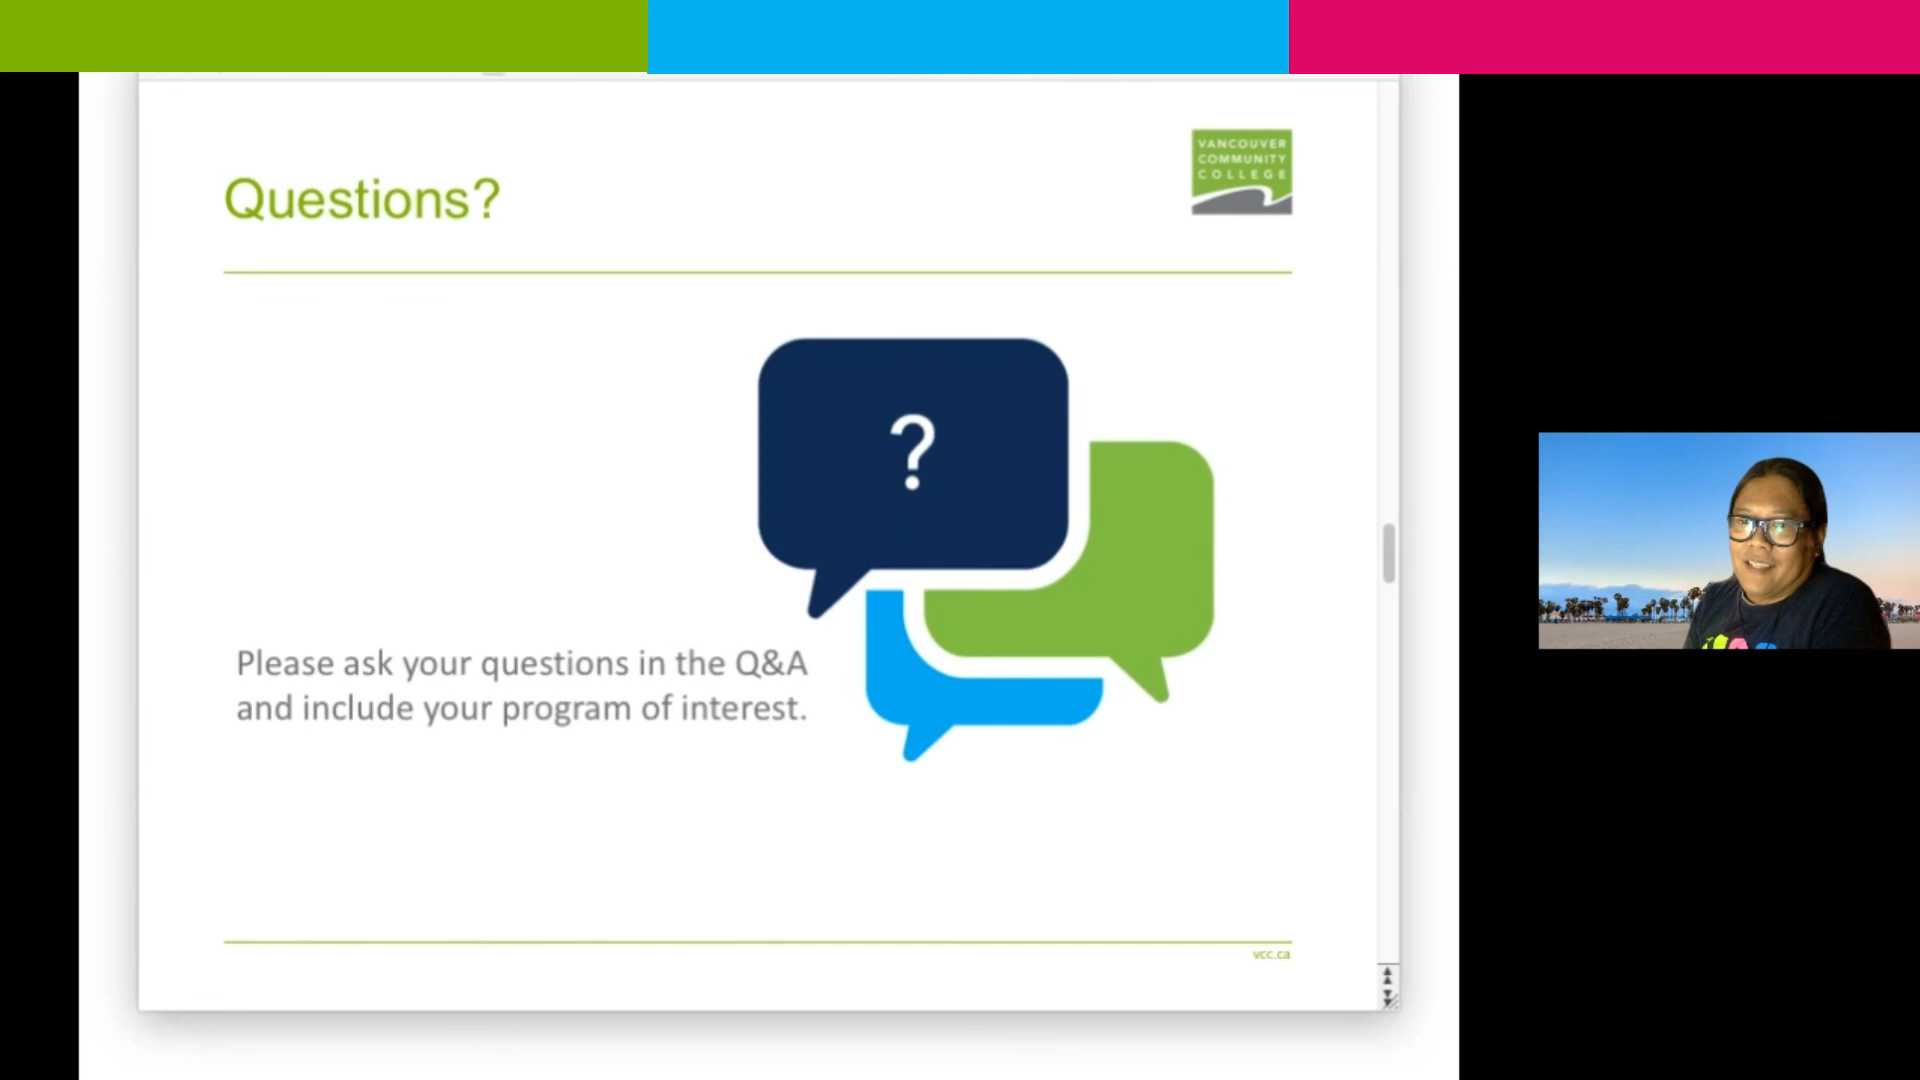 Questions?
VANCOUVER
COMMUNITY
COLLEGE
?
Please ask your questions in the Q&A
and include your program of interest.
vcc.ca